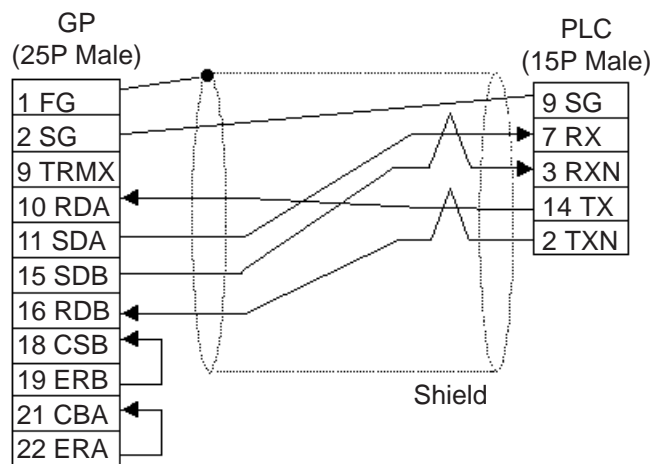 GP
(25P Male)
1 FG
2 SG
9 TRMX
10 RDA
11 SDA
15 SDB
16 RDB
18 CSB
19 ERB
21 CBA
22 ERA
PLC
(15P Male)
9 SG
7 RX
3 RXN
14 TX
2 TXN
Shield